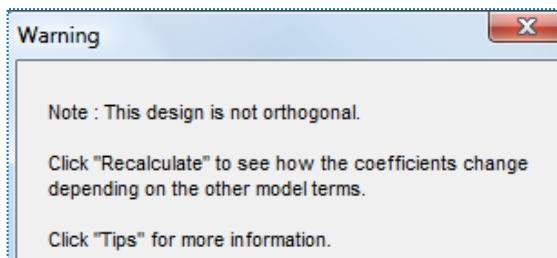 Warning
Note : This design is not orthogonal.
Click "Recalculate" to see how the coefficients change
depending on the other model terms.
Click "Tips" for more information.